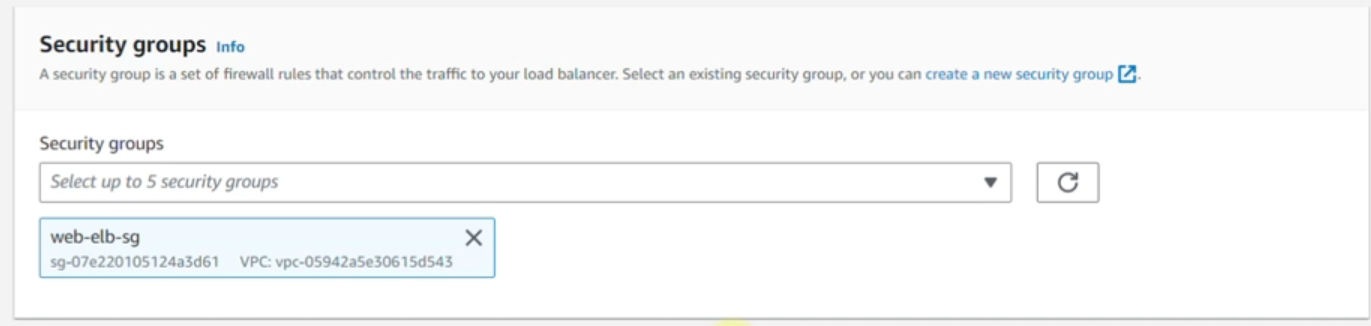 Security groups Info
A security group is a set of firewall rules that control the traffic to your load balancer. Select an existing security group, or you can create a new security group.
Security groups
Select up to 5 security groups
web-elb-sg
sg-07e220105124a3d61 VPC: vpc-05942a5e30615d543